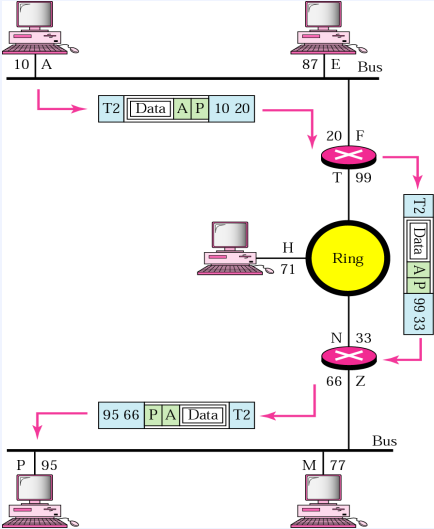 10 A
87 E
Bus
T2 Data A P 10 20
20 F
T 99
T2 Data A P 99 33
H
71
Ring
N 33
66 Z
95 66 P A Data T2
Bus
P 95
M 77